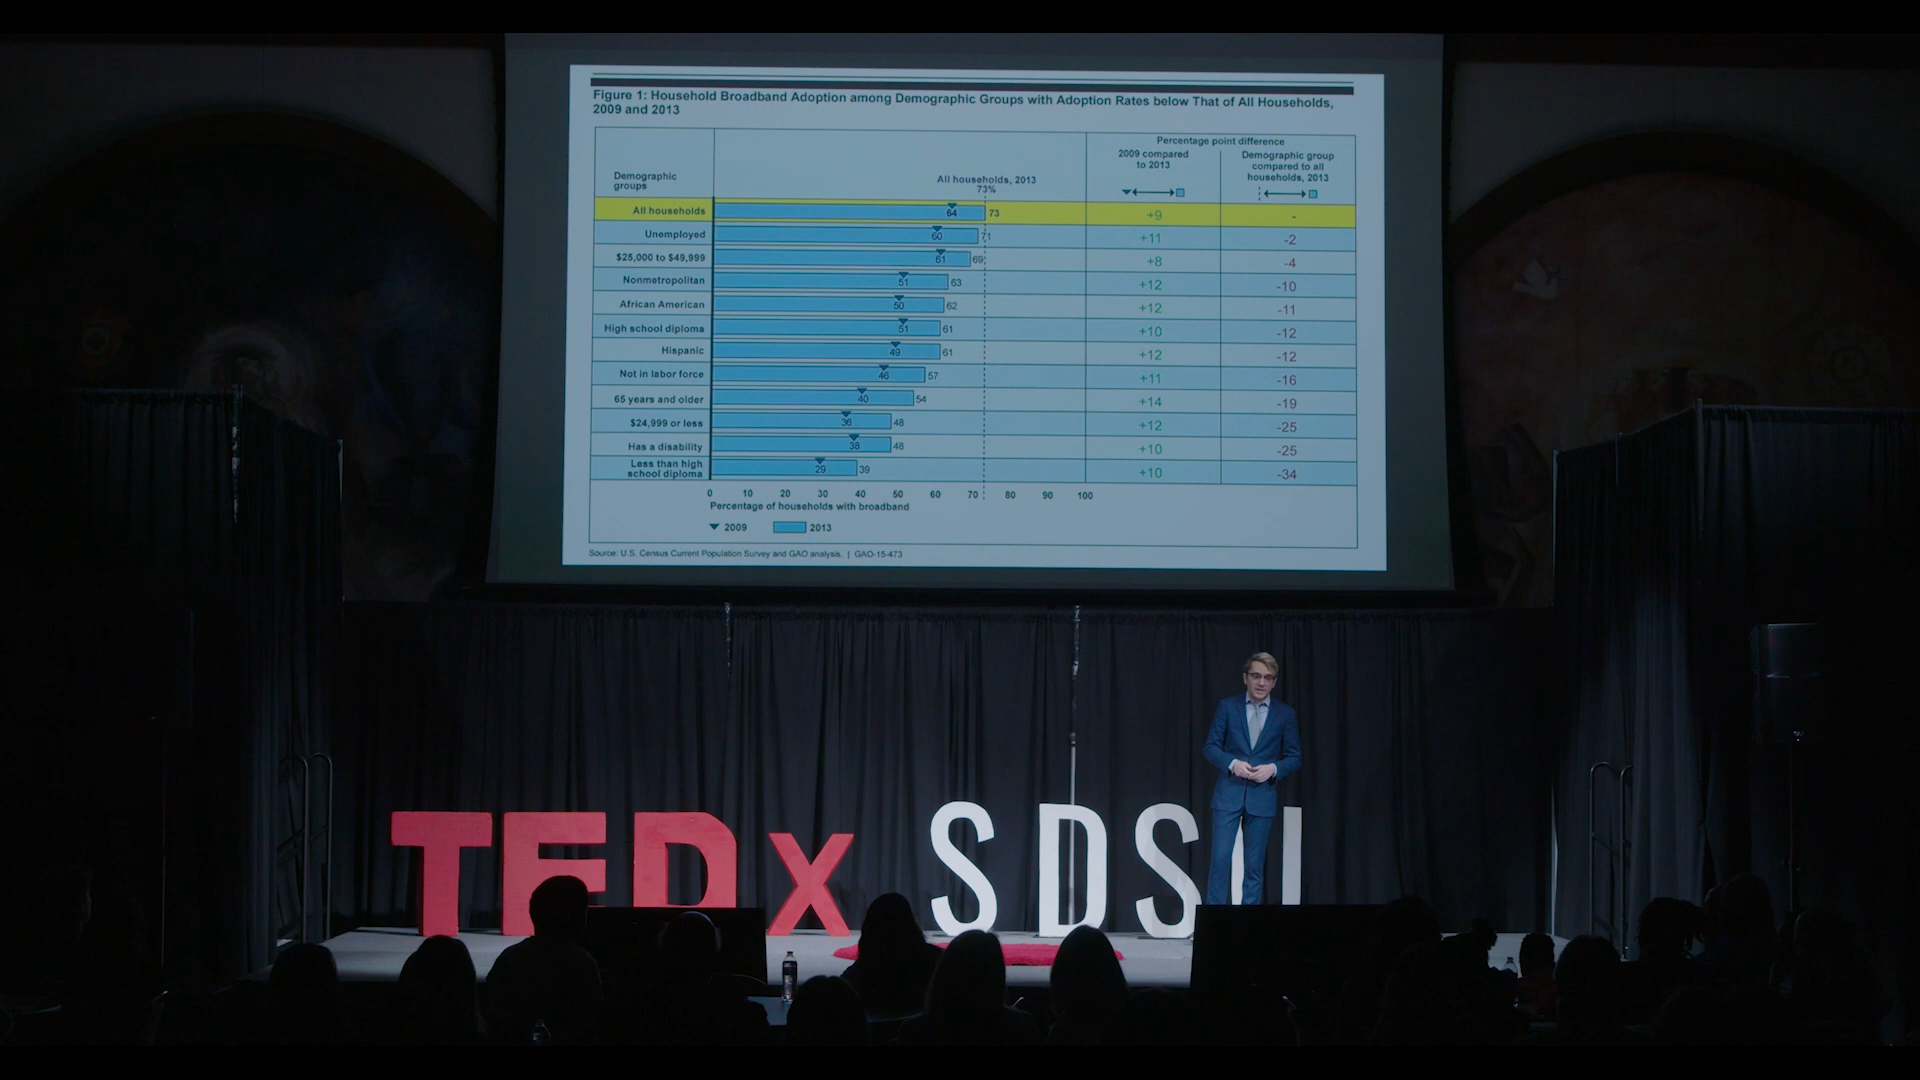 Figure 1: Household Broadband Adoption among Demographic Groups with Adoption Rates below That of All Households,
2009 and 2013
Percentage point difference
Demographic
groups
All households, 2013
73%
2009 compared
to 2013
Demographic group
compared to all
households, 2013
All households 64 73 +9 -
Unemployed 60 71 +11 -2
$25,000 to $49,999 61 69 +8 -4
Nonmetropolitan 51 63 +12 -10
African American 50 62 +12 -11
High school diploma 51 61 +10 -12
Hispanic 49 61 +12 -12
Not in labor force 46 57 +11 -16
65 years and older 40 54 +14 -19
$24,999 or less 36 48 +12 -25
Has a disability 38 48 +10 -25
Less than high
school diploma 29 39 +10 -34
0 10 20 30 40 50 60 70 80 90 100
Percentage of households with broadband
2009 2013
Source: U.S. Census Current Population Survey and GAO analysis. | GAO-15-473
TEDx SDSU